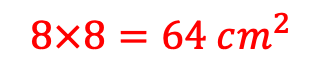 8×8 = 64 cm²